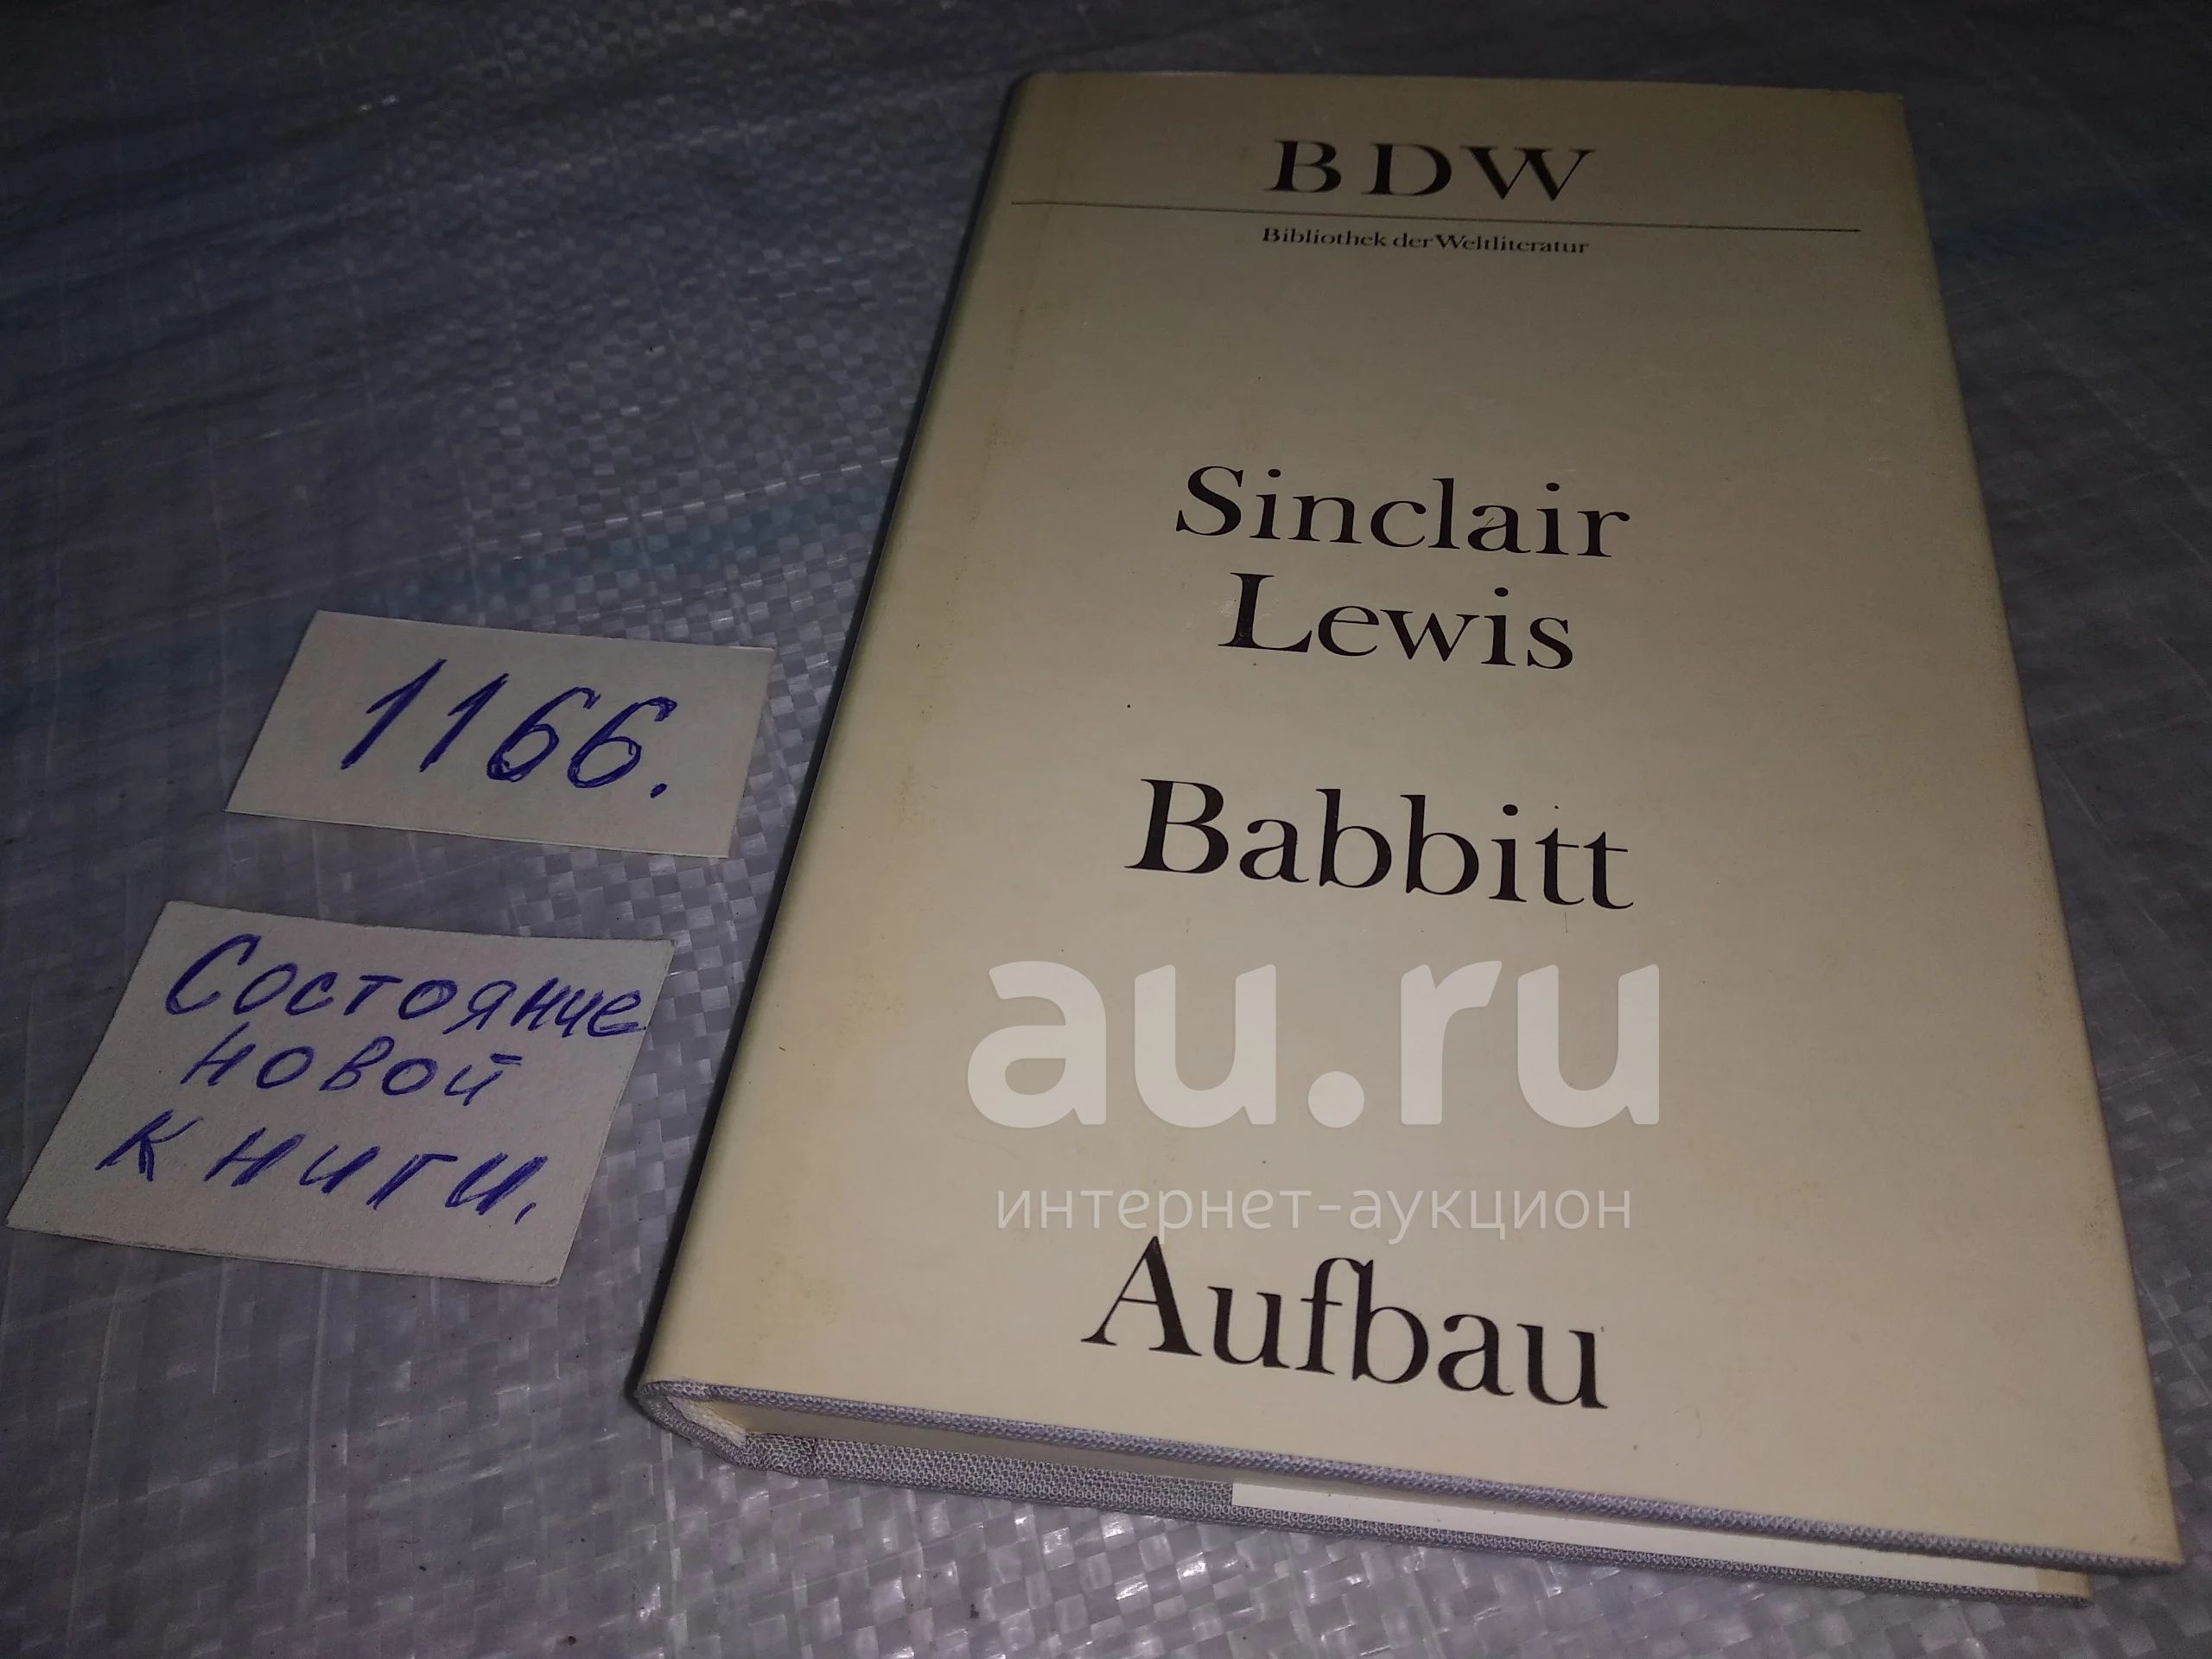 BDW
Bibliothek der Weltliteratur
Sinclair
Lewis
Babbitt
Aufbau
1166.
Состояние
новой
книги.
au.ru
интернет-аукцион